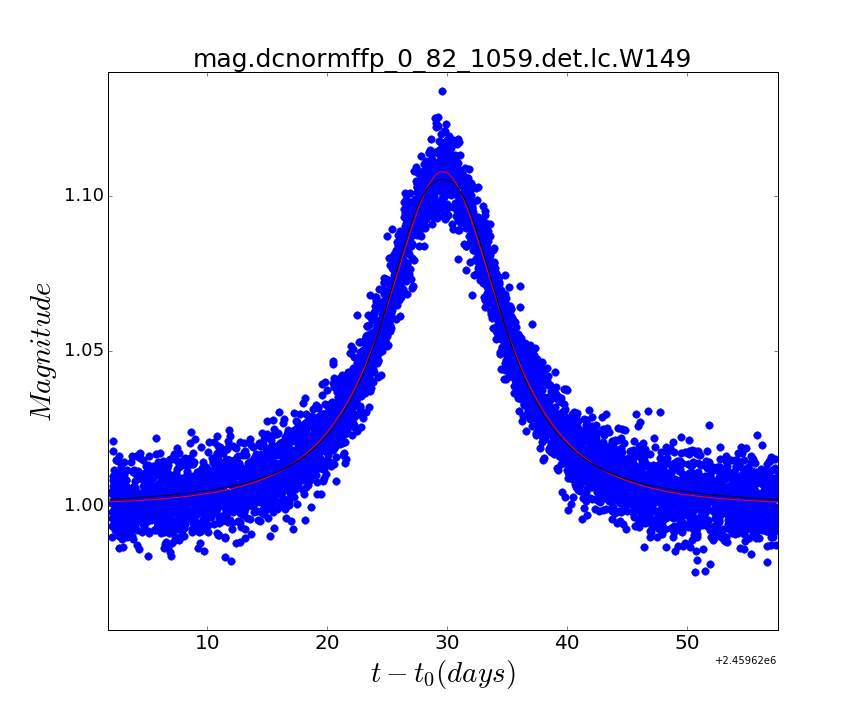 mag.dcnormffp_0_82_1059.det.lc.W149
1.10
1.05
1.00
Magnitude
10 20 30 40 50
+2.45962e6
t − t₀(days)